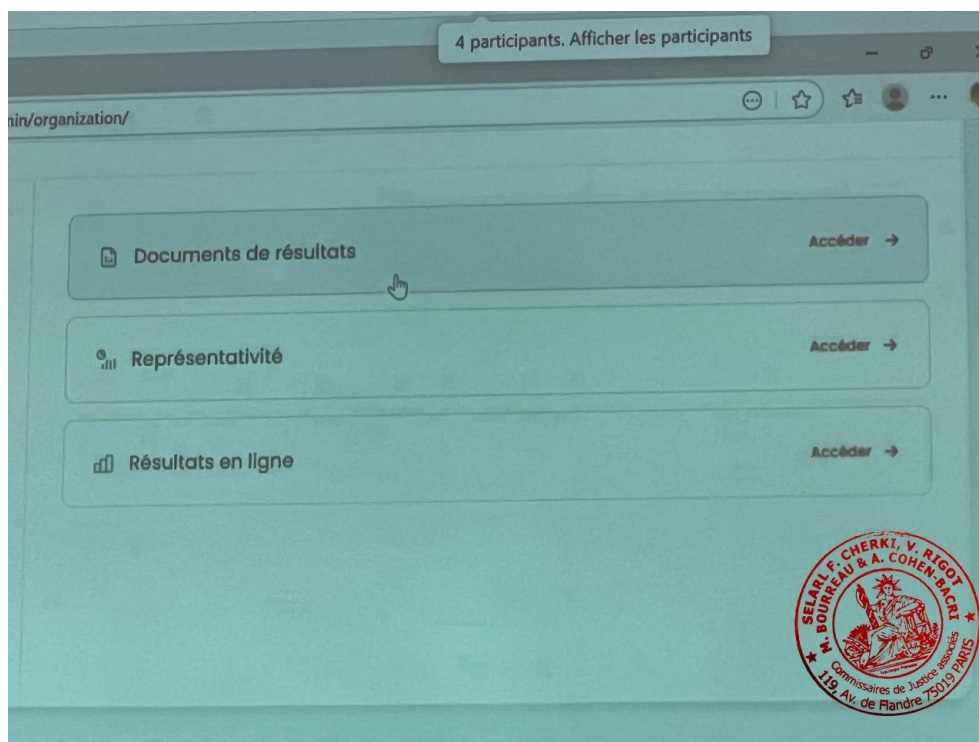 4 participants. Afficher les participants
min/organization/
Documents de résultats
Accéder →
Représentativité
Accéder →
Résultats en ligne
Accéder →
SELARL F. CHERKI, V. RIGOT
M. BOURREAU & A. COHEN-BACRI
Commissaires de Justice associés
119, Av. de Flandre 75019 PARIS